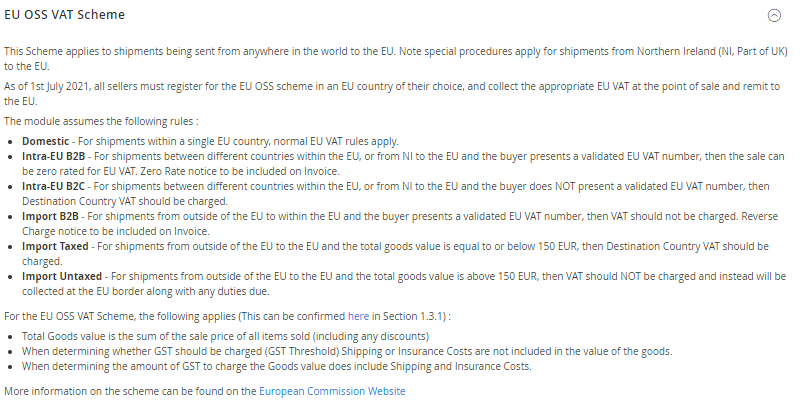 EU OSS VAT Scheme
This Scheme applies to shipments being sent from anywhere in the world to the EU. Note special procedures apply for shipments from Northern Ireland (NI, Part of UK)
to the EU.
As of 1st July 2021, all sellers must register for the EU OSS scheme in an EU country of their choice, and collect the appropriate EU VAT at the point of sale and remit to
the EU.
The module assumes the following rules :
• Domestic - For shipments within a single EU country, normal EU VAT rules apply.
• Intra-EU B2B - For shipments between different countries within the EU, or from NI to the EU and the buyer presents a validated EU VAT number, then the sale can
be zero rated for EU VAT. Zero Rate notice to be included on Invoice.
• Intra-EU B2C - For shipments between different countries within the EU, or from NI to the EU and the buyer does NOT present a validated EU VAT number, then
Destination Country VAT should be charged.
• Import B2B - For shipments from outside of the EU to within the EU and the buyer presents a validated EU VAT number, then VAT should not be charged. Reverse
Charge notice to be included on Invoice.
• Import Taxed - For shipments from outside of the EU to the EU and the total goods value is equal to or below 150 EUR, then Destination Country VAT should be
charged.
• Import Untaxed - For shipments from outside of the EU to the EU and the total goods value is above 150 EUR, then VAT should NOT be charged and instead will be
collected at the EU border along with any duties due.
For the EU OSS VAT Scheme, the following applies (This can be confirmed here in Section 1.3.1) :
• Total Goods value is the sum of the sale price of all items sold (including any discounts)
• When determining whether GST should be charged (GST Threshold) Shipping or Insurance Costs are not included in the value of the goods.
• When determining the amount of GST to charge the Goods value does include Shipping and Insurance Costs.
More information on the scheme can be found on the European Commission Website